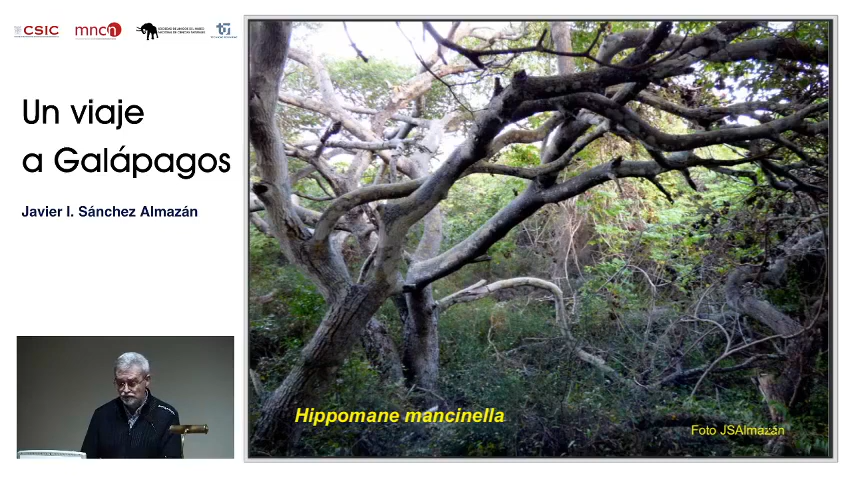 CSIC
mncn
Un viaje
a Galápagos
Javier I. Sánchez Almazán
Hippomane mancinella
Foto JSAlmazán